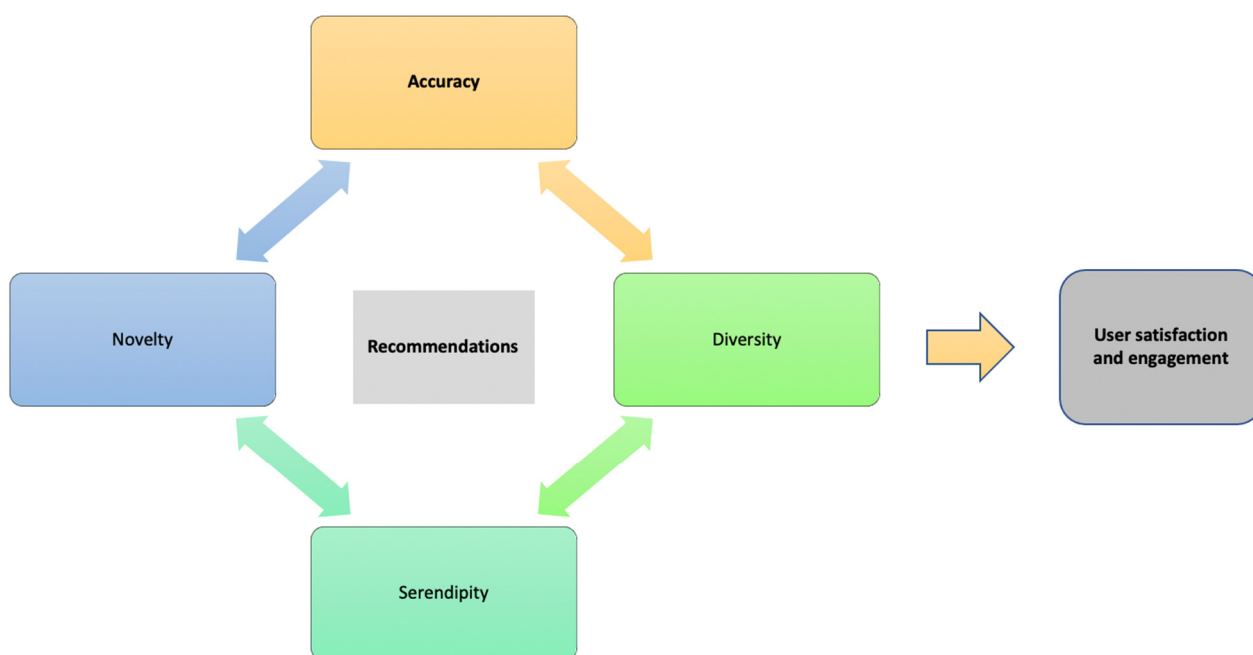 Accuracy
Novelty
Recommendations
Diversity
User satisfaction
and engagement
Serendipity